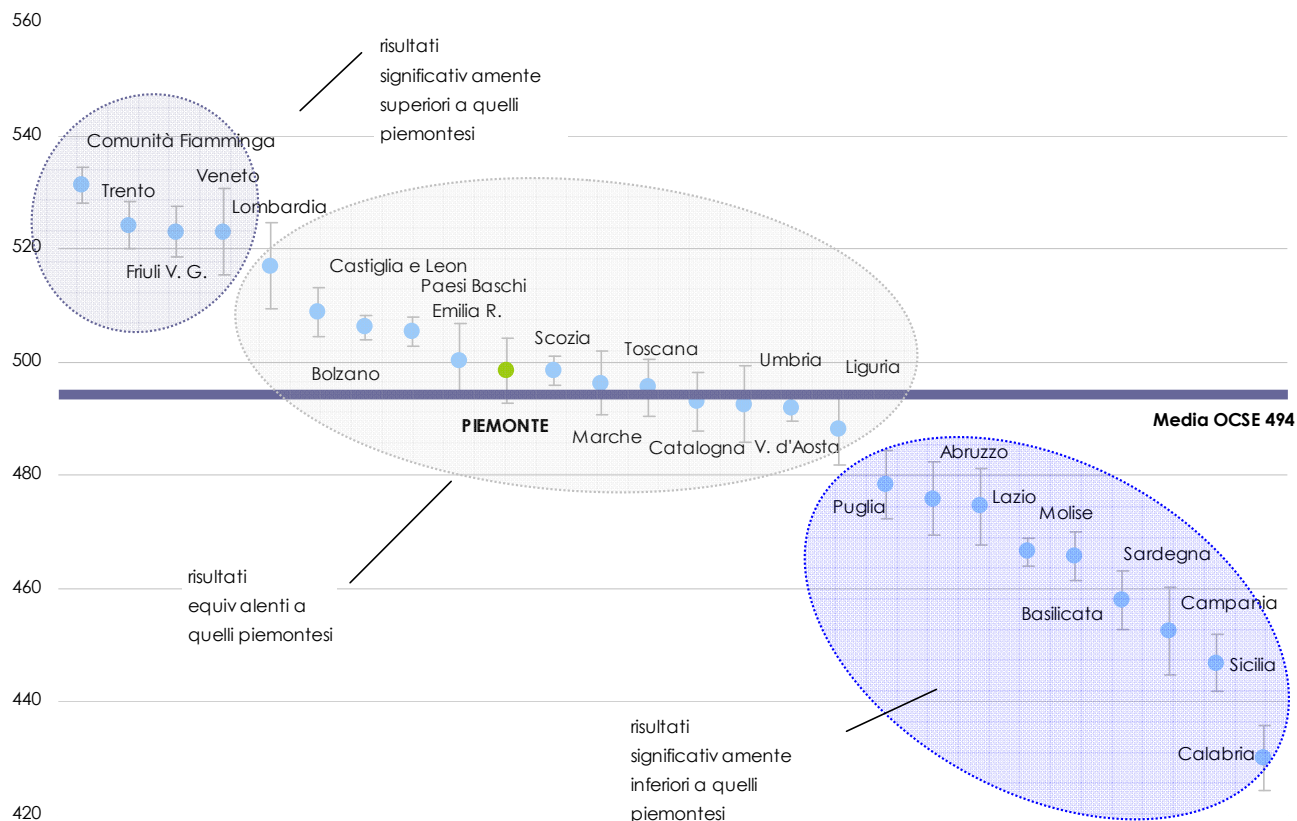 560
risultati
significativ amente
superiori a quelli
piemontesi
540
Comunità Fiamminga
Trento
Veneto
Lombardia
Friuli V. G.
520
Castiglia e Leon
Paesi Baschi
Emilia R.
Bolzano
500
Scozia
Toscana
Umbria
Liguria
PIEMONTE
Marche
Catalogna
V. d'Aosta
Media OCSE 494
480
Abruzzo
Puglia
Lazio
Molise
risultati
equiv alenti a
quelli piemontesi
460
Sardegna
Basilicata
Campania
Sicilia
440
risultati
significativ amente
inferiori a quelli
piemontesi
Calabria
420